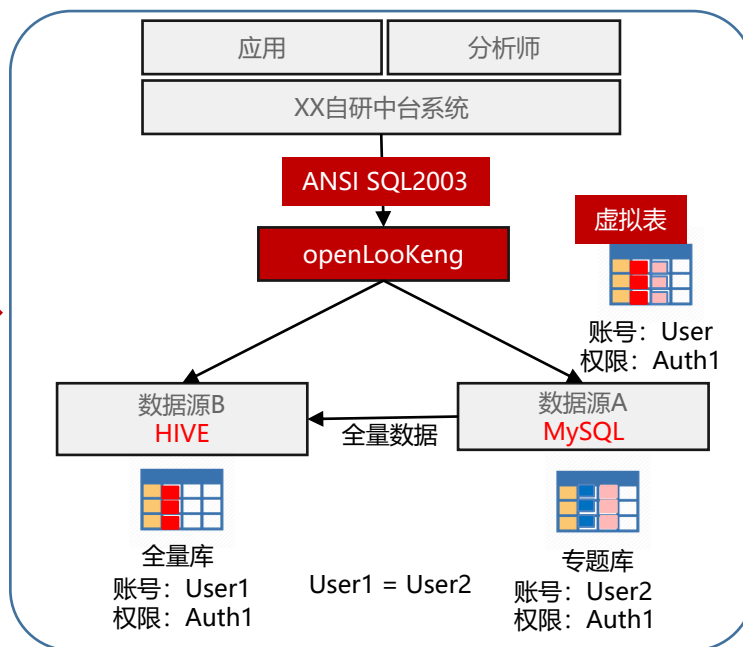 应用
分析师
XX自研中台系统
ANSI SQL2003
openLooKeng
虚拟表
账号：User
权限：Auth1
数据源B
HIVE
全量数据
数据源A
MySQL
全量库
账号：User1
权限：Auth1
User1 = User2
专题库
账号：User2
权限：Auth1